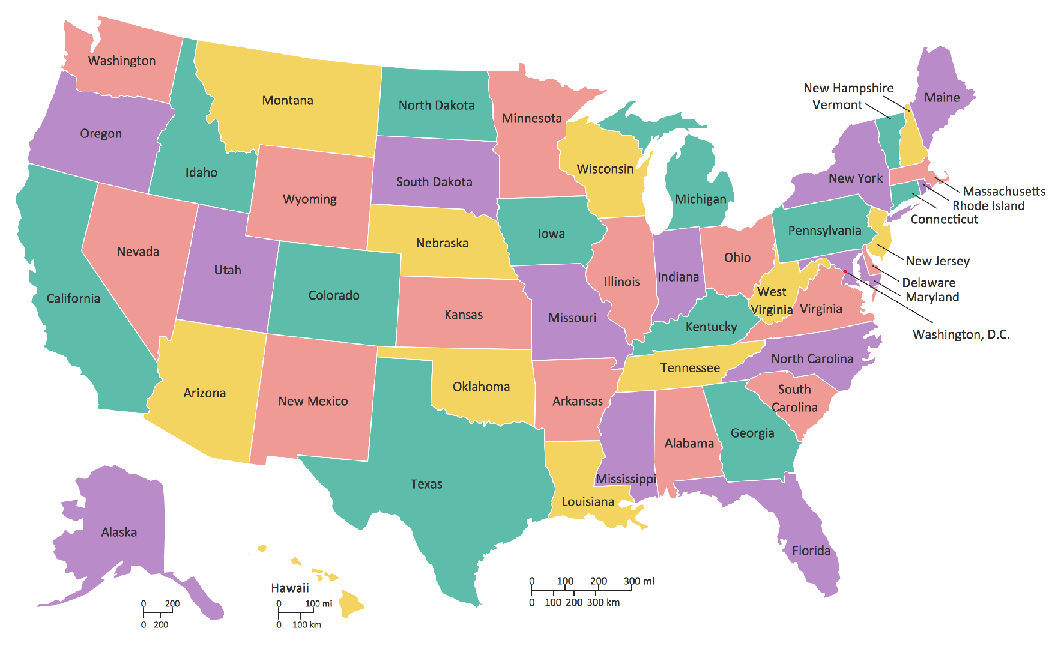 Washington
Oregon
Idaho
Montana
North Dakota
South Dakota
Minnesota
Wisconsin
Michigan
Wyoming
Nebraska
Iowa
Nevada
Utah
California
Colorado
Kansas
Missouri
Illinois
Indiana
Ohio
Pennsylvania
New York
New Hampshire
Vermont
Maine
Massachusetts
Rhode Island
Connecticut
New Jersey
Delaware
Maryland
Washington, D.C.
West
Virginia
Virginia
Kentucky
Tennessee
North Carolina
South
Carolina
Arizona
New Mexico
Oklahoma
Arkansas
Texas
Louisiana
Mississippi
Alabama
Georgia
Florida
Alaska
0 200
0 200
Hawaii
0 100 mi
0 100 km
0 100 200 300 mi
0 100 200 300 km